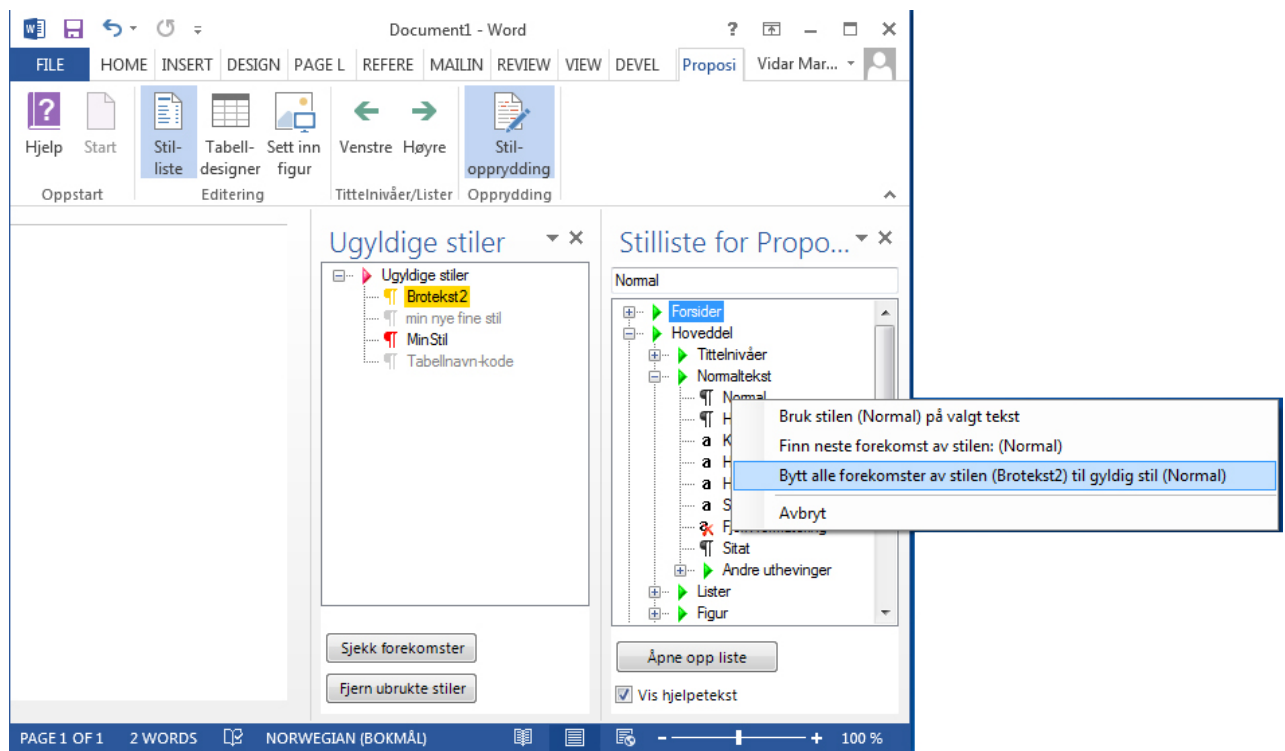 Document1 - Word
FILE HOME INSERT DESIGN PAGE L REFERE MAILIN REVIEW VIEW DEVEL Proposi Vidar Mar...
Hjelp Start Stil- Tabell- Sett inn Venstre Høyre Stil-
liste designer figur opprydding
Oppstart Editering Tittelnivåer/Lister Opprydding
Ugyldige stiler
Ugyldige stiler
Brotekst2
min nye fine stil
MinStil
Tabellnavn-kode
Sjekk forekomster
Fjern ubrukte stiler
Stilliste for Propo...
Normal
Forsider
Hoveddel
Tittelnivåer
Normaltekst
Normal
H
K
H
H
S
Sitat
Andre uthevinger
Lister
Figur
Åpne opp liste
Vis hjelpetekst
Bruk stilen (Normal) på valgt tekst
Finn neste forekomst av stilen: (Normal)
Bytt alle forekomster av stilen (Brotekst2) til gyldig stil (Normal)
Avbryt
PAGE 1 OF 1 2 WORDS NORWEGIAN (BOKMÅL) 100 %